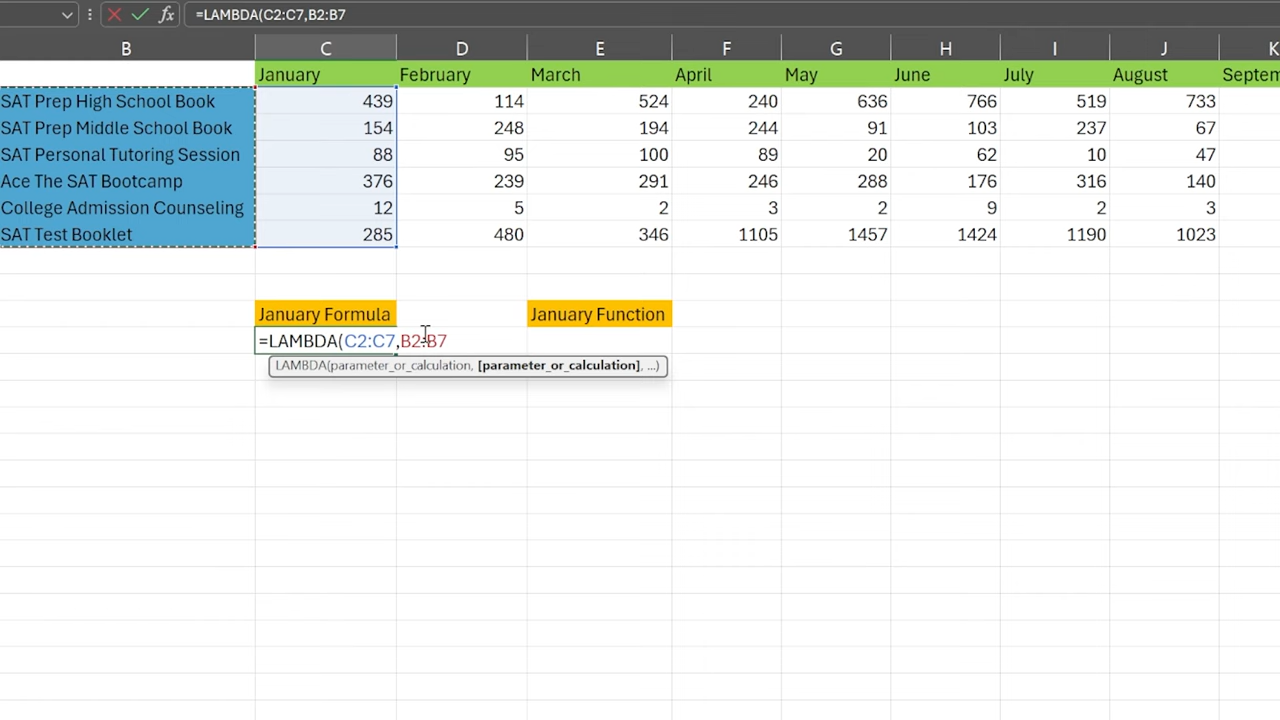 =LAMBDA(C2:C7,B2:B7
B C D E F G H I J K
January February March April May June July August Septem
SAT Prep High School Book 439 114 524 240 636 766 519 733
SAT Prep Middle School Book 154 248 194 244 91 103 237 67
SAT Personal Tutoring Session 88 95 100 89 20 62 10 47
Ace The SAT Bootcamp 376 239 291 246 288 176 316 140
College Admission Counseling 12 5 2 3 2 9 2 3
SAT Test Booklet 285 480 346 1105 1457 1424 1190 1023
January Formula January Function
=LAMBDA(C2:C7,B2:B7
LAMBDA(parameter_or_calculation, [parameter_or_calculation], ...)